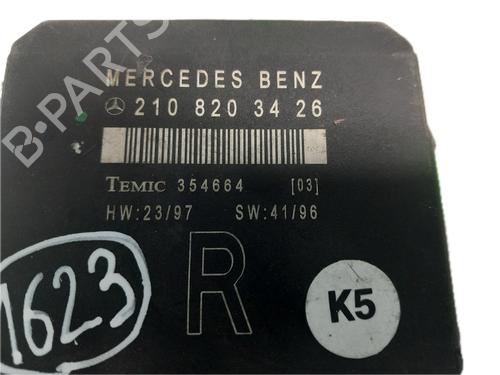 MERCEDES BENZ
210 820 34 26
TEMIC 354664 [03]
HW:23/97 SW:41/96
R
K5
1623
B-PARTS